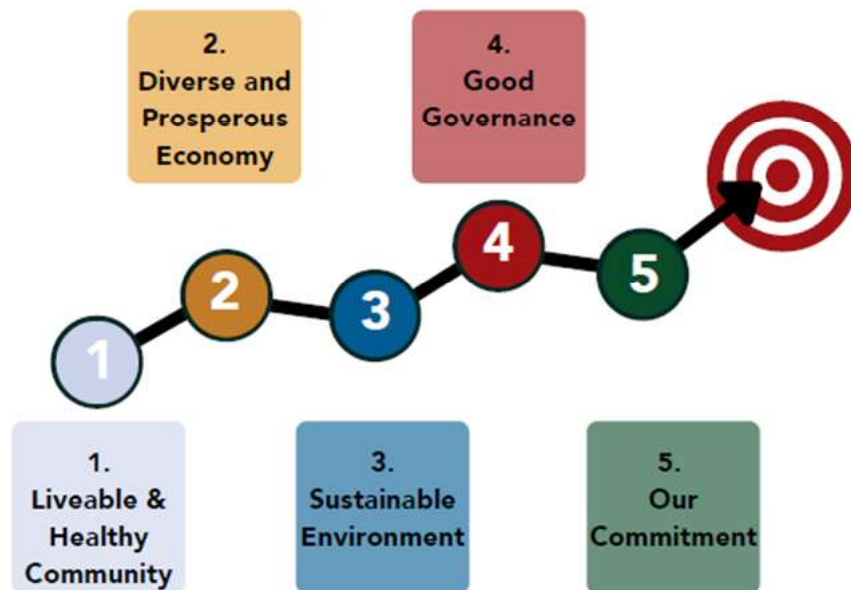 2.
Diverse and
Prosperous
Economy
4.
Good
Governance
1
2
3
4
5
1.
Liveable &
Healthy
Community
3.
Sustainable
Environment
5.
Our
Commitment